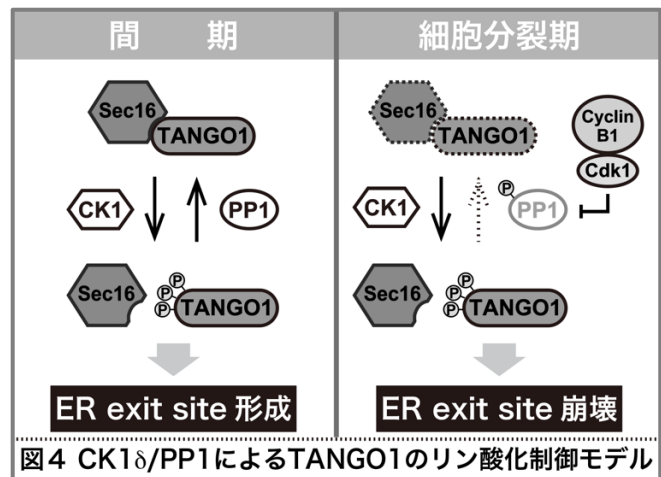 間 期
Sec16
TANGO1
CK1
PP1
Sec16
P
P
P
TANGO1
ER exit site 形成
細胞分裂期
Sec16
TANGO1
Cyclin
B1
Cdk1
CK1
P
PP1
Sec16
P
P
P
TANGO1
ER exit site 崩壊
図4 CK1δ/PP1によるTANGO1のリン酸化制御モデル